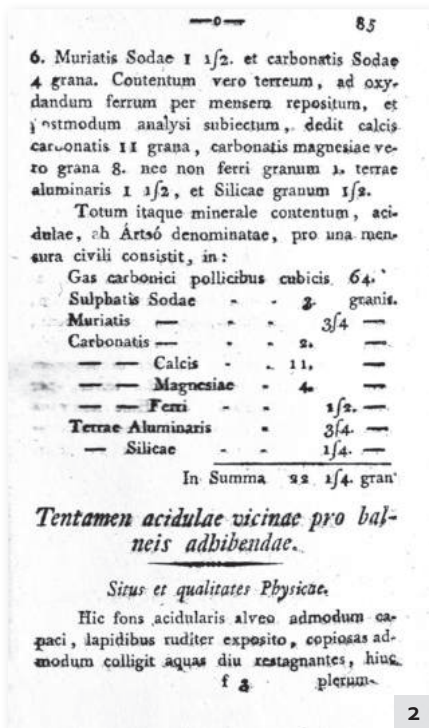 —o—
85
6. Muriatis Sodae 1 1/2. et carbonatis Sodae
4 grana. Contentum vero terreum, ad oxy-
dandum ferrum per mensem repositum, et
postmodum analysi subiectum, dedit calcis
carbonatis 11 grana, carbonatis magnesiae ve-
ro grana 8. nec non ferri granum 1. terrae
aluminaris 1 1/2, et Silicae granum 1/2.
Totum itaque minerale contentum, aci-
dulae, ab Ártsó denominatae, pro una men-
sura civili consistit, in:
Gas carbonici pollicibus cubicis 64.
Sulphatis Sodae - - 3. granis.
Muriatis — - - 3/4 —
Carbonatis — - - 2. —
— — Calcis - - 11. —
— — Magnesiae - 4. —
— — Ferri - - 1/2. —
Terrae Aluminaris - 3/4. —
— Silicae - - 1/4. —
In Summa 22 1/4. gran
Tentamen acidulae vicinae pro bal-
neis adhibendae.
Situs et qualitates Physicae.
Hic fons acidularis alveo admodum ca-
paci, lapidibus ruditer exposito, copiosas ad-
modum colligit aquas diu restagnantes, hinc
f 3 plerum-
2